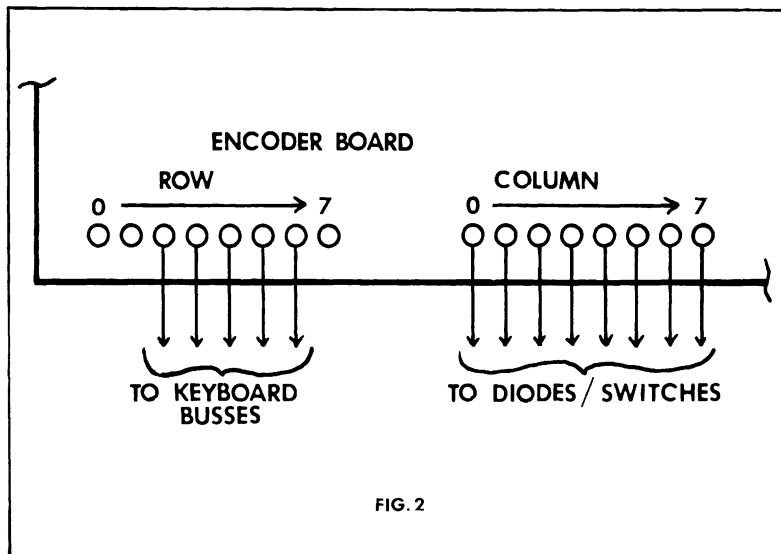 ENCODER BOARD
ROW
0 7
COLUMN
0 7
TO KEYBOARD
BUSSES
TO DIODES / SWITCHES
FIG. 2